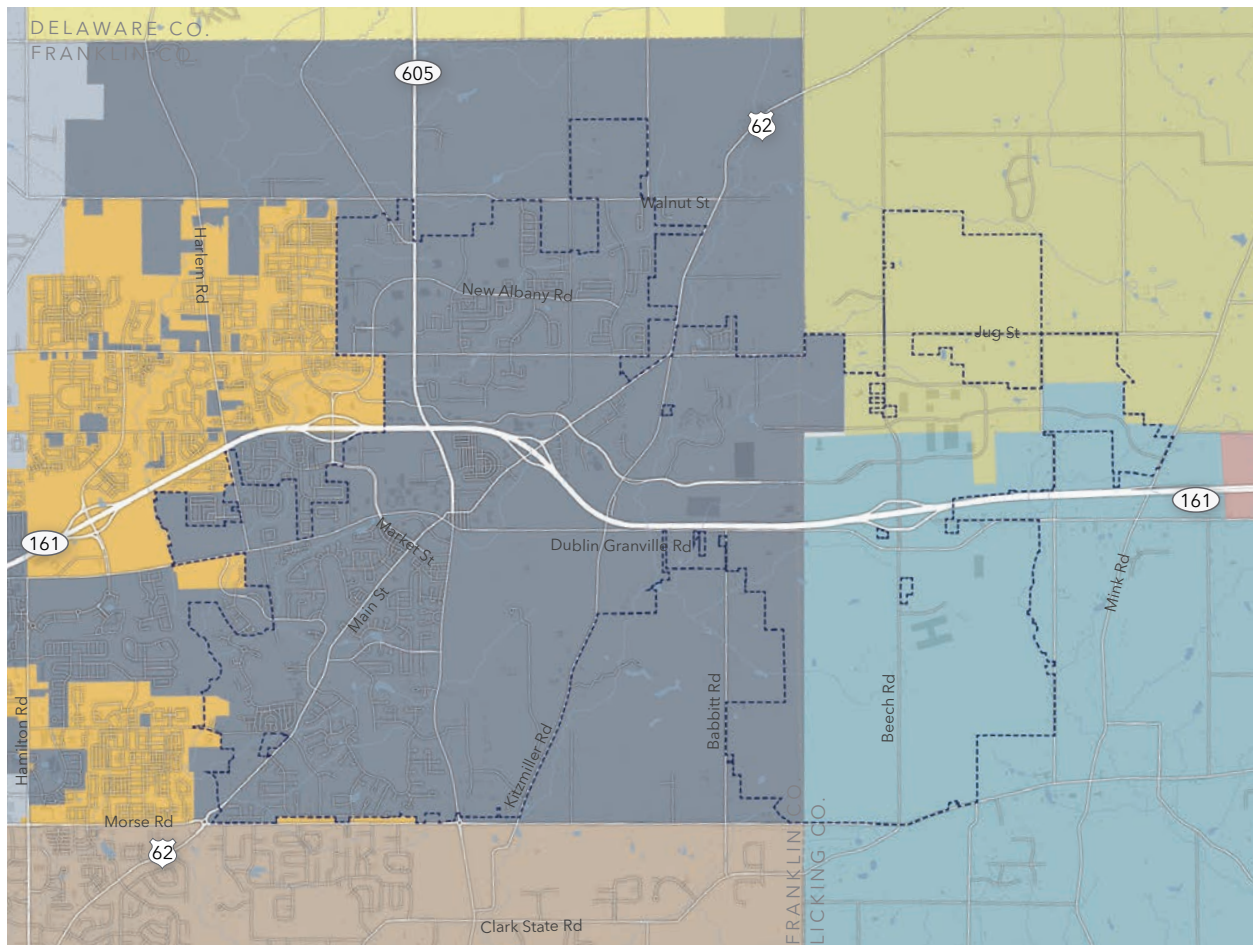 DELAWARE CO.
FRANKLIN CO.
605
62
Walnut St
Harlem Rd
New Albany Rd
Jug St
161
161
Market St
Dublin Granville Rd
Main St
Mink Rd
Hamilton Rd
Babbitt Rd
Beech Rd
Kitzmiller Rd
Morse Rd
62
FRANKLIN CO.
LICKING CO.
Clark State Rd